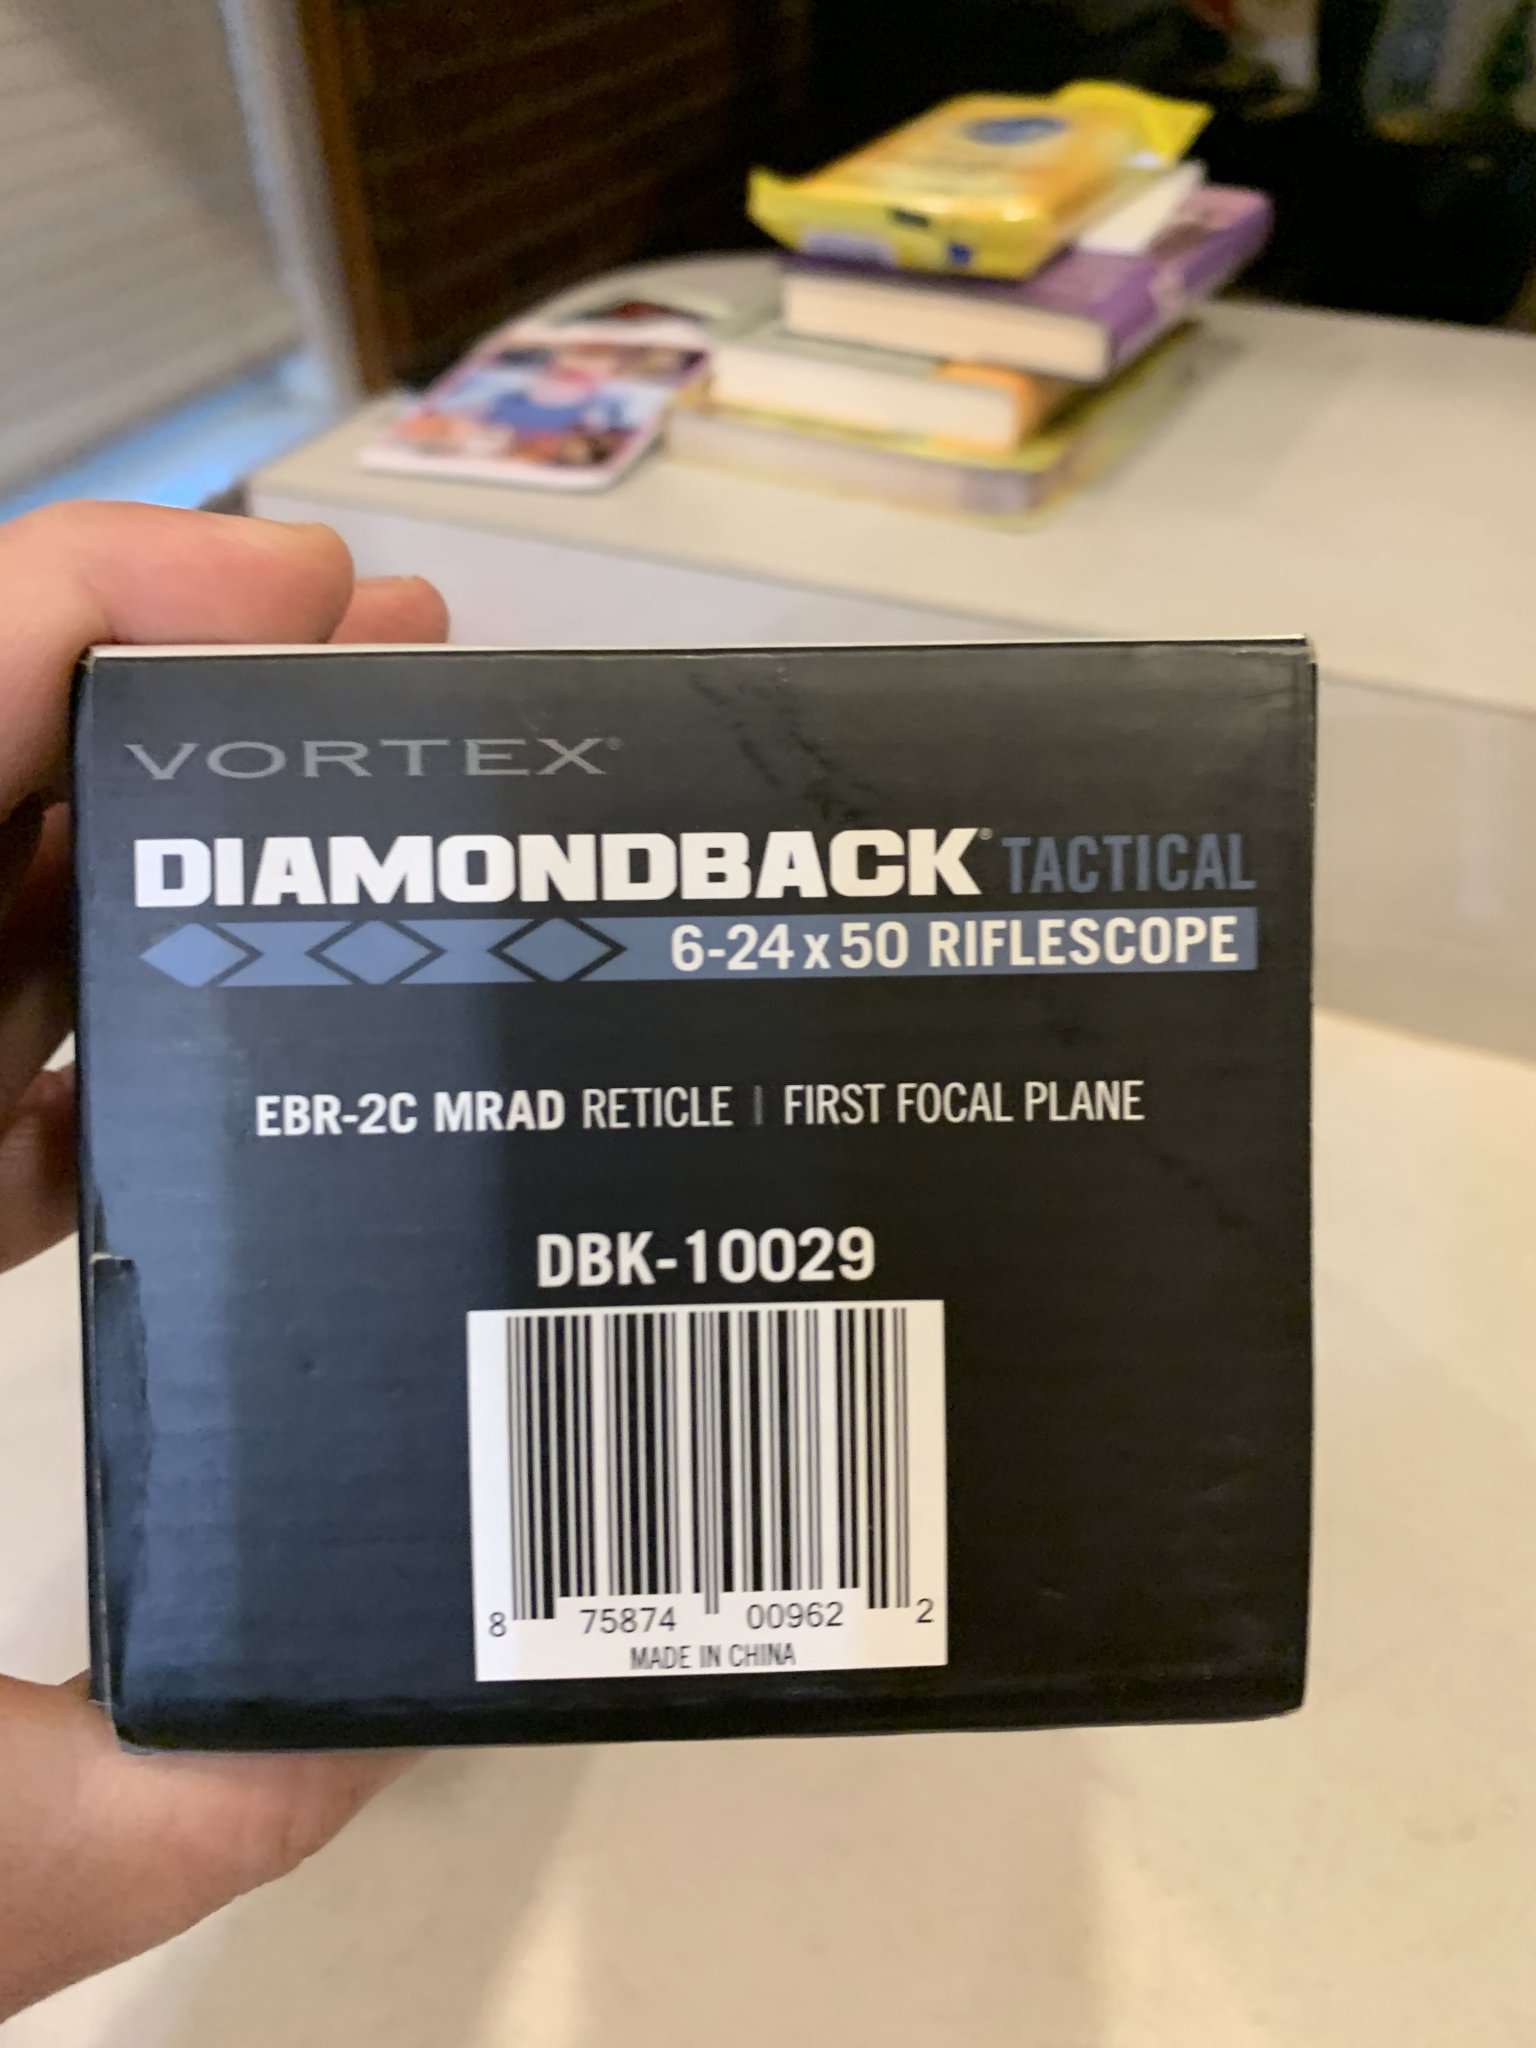 VORTEX®
DIAMONDBACK® TACTICAL
6-24x50 RIFLESCOPE
EBR-2C MRAD RETICLE | FIRST FOCAL PLANE
DBK-10029
8 75874 00962 2
MADE IN CHINA